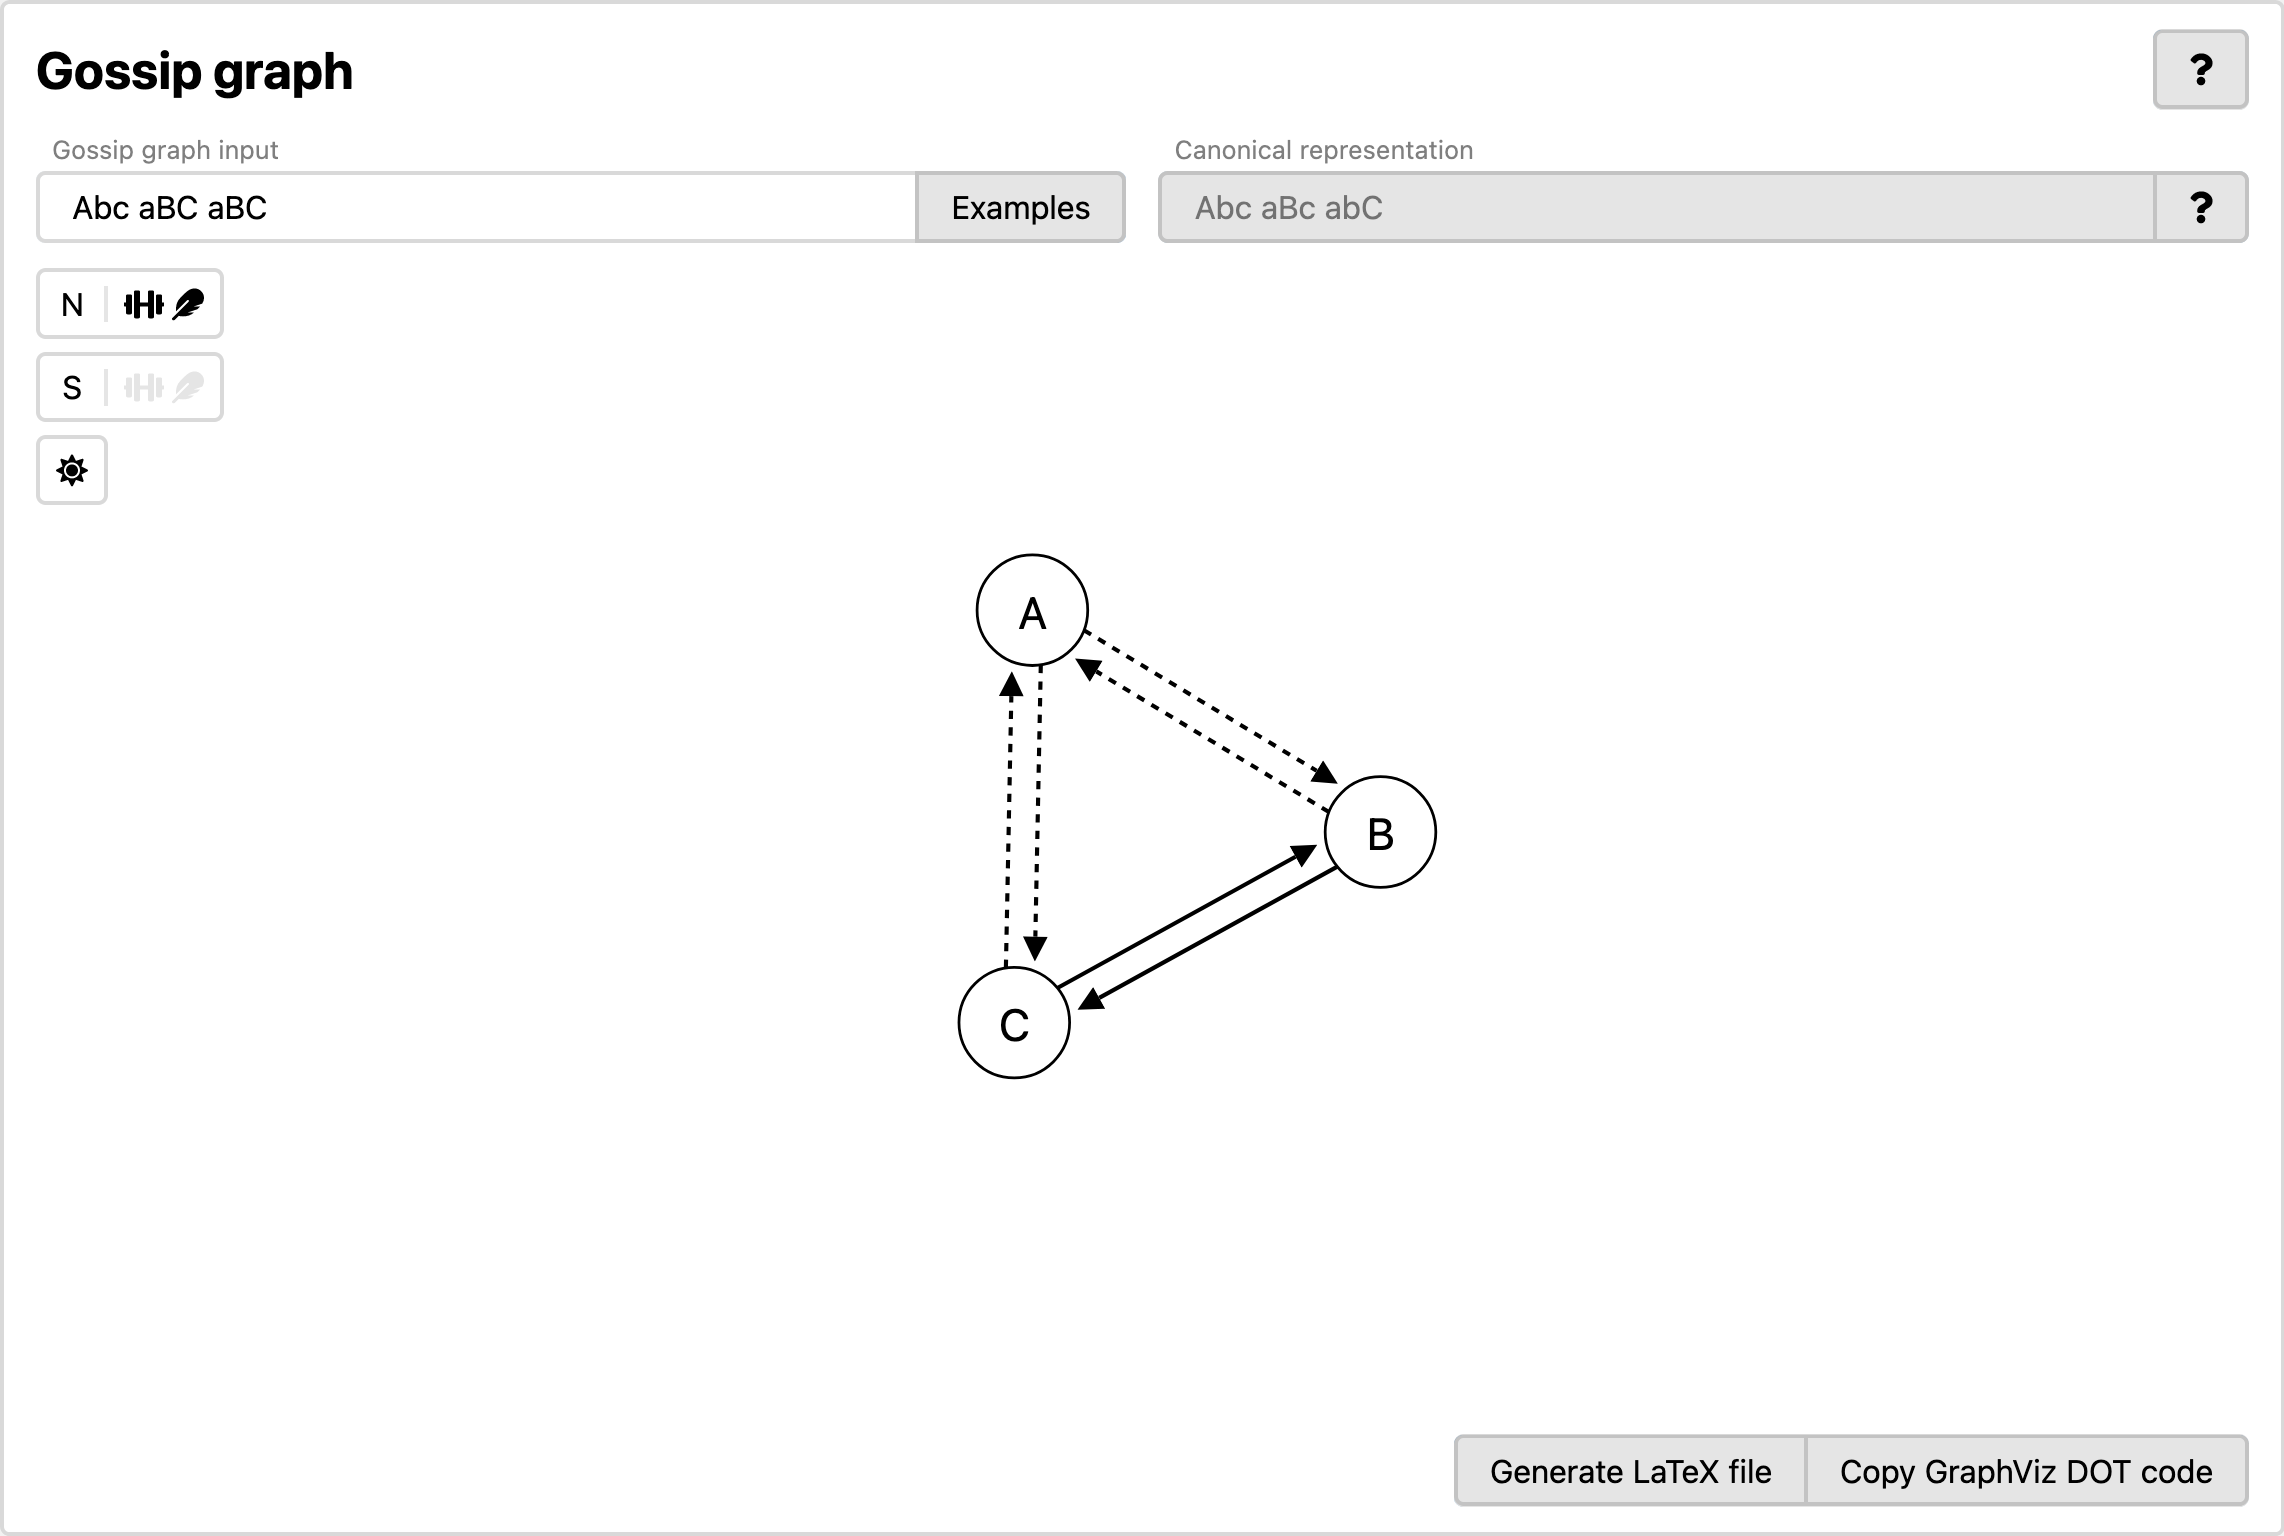 Gossip graph
?
Gossip graph input
Canonical representation
Abc aBC aBC
Examples
Abc aBc abC
?
N
S
A
B
C
Generate LaTeX file
Copy GraphViz DOT code